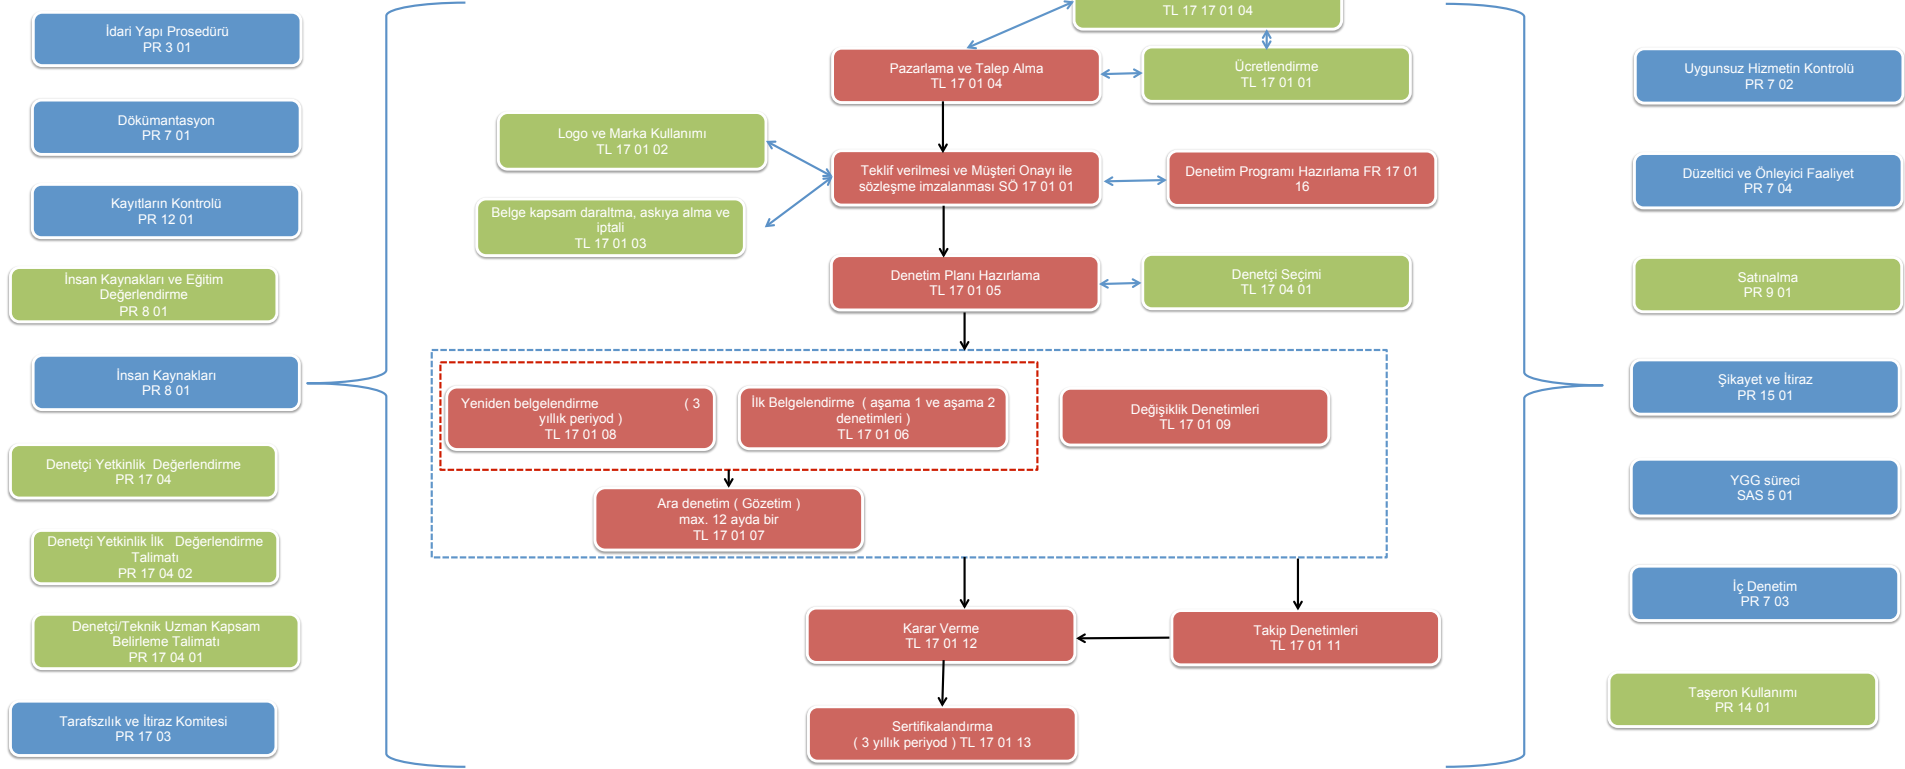 İdari Yapı Prosedürü
PR 3 01
Dökümantasyon
PR 7 01
Kayıtların Kontrolü
PR 12 01
İnsan Kaynakları ve Eğitim
Değerlendirme
PR 8 01
İnsan Kaynakları
PR 8 01
Denetçi Yetkinlik Değerlendirme
PR 17 04
Denetçi Yetkinlik İlk Değerlendirme
Talimatı
PR 17 04 02
Denetçi/Teknik Uzman Kapsam
Belirleme Talimatı
PR 17 04 01
Tarafszılık ve İtiraz Komitesi
PR 17 03
TL 17 17 01 04
Pazarlama ve Talep Alma
TL 17 01 04
Ücretlendirme
TL 17 01 01
Logo ve Marka Kullanımı
TL 17 01 02
Teklif verilmesi ve Müşteri Onayı ile
sözleşme imzalanması SÖ 17 01 01
Denetim Programı Hazırlama FR 17 01
16
Belge kapsam daraltma, askıya alma ve
iptali
TL 17 01 03
Denetim Planı Hazırlama
TL 17 01 05
Denetçi Seçimi
TL 17 04 01
Yeniden belgelendirme ( 3
yıllık periyod )
TL 17 01 08
İlk Belgelendirme ( aşama 1 ve aşama 2
denetimleri )
TL 17 01 06
Değişiklik Denetimleri
TL 17 01 09
Ara denetim ( Gözetim )
max. 12 ayda bir
TL 17 01 07
Karar Verme
TL 17 01 12
Takip Denetimleri
TL 17 01 11
Sertifikalandırma
( 3 yıllık periyod ) TL 17 01 13
Uygunsuz Hizmetin Kontrolü
PR 7 02
Düzeltici ve Önleyici Faaliyet
PR 7 04
Satınalma
PR 9 01
Şikayet ve İtiraz
PR 15 01
YGG süreci
SAS 5 01
İç Denetim
PR 7 03
Taşeron Kullanımı
PR 14 01